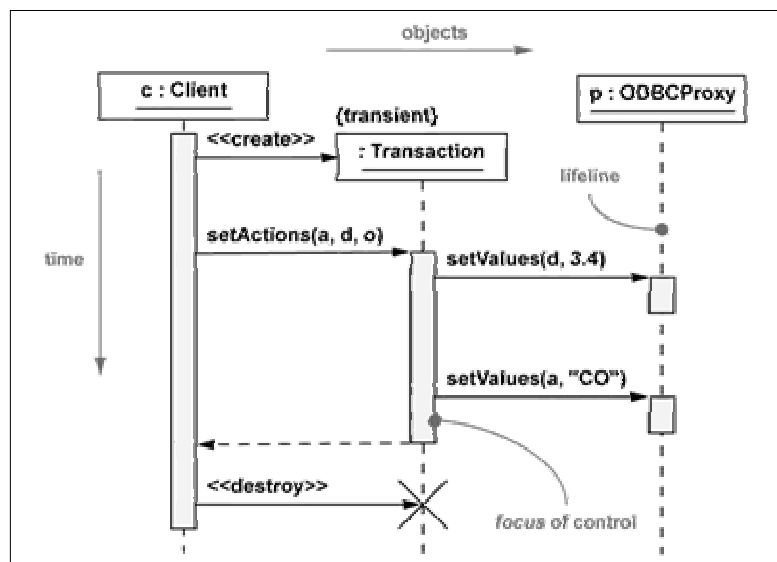 objects
c : Client
p : ODBCProxy
{transient}
<<create>>
: Transaction
lifeline
setActions(a, d, o)
time
setValues(d, 3.4)
setValues(a, "CO")
<<destroy>>
focus of control